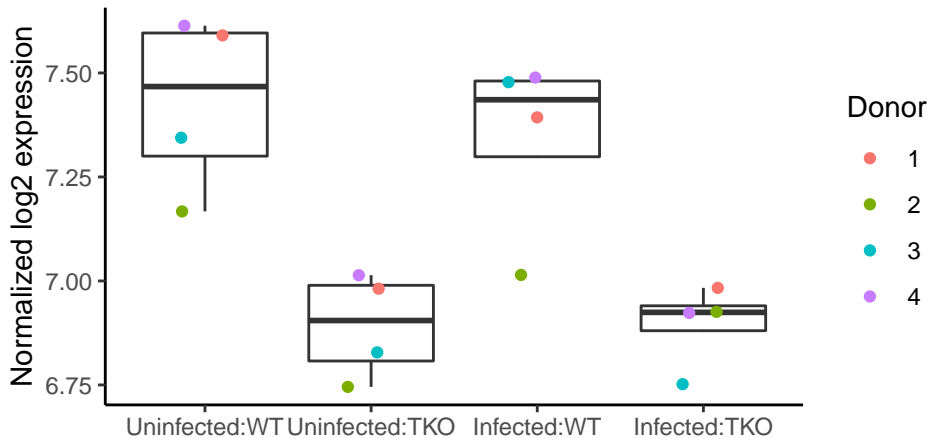 Normalized log2 expression
7.50
7.25
7.00
6.75
Uninfected:WT
Uninfected:TKO
Infected:WT
Infected:TKO
Donor
1
2
3
4